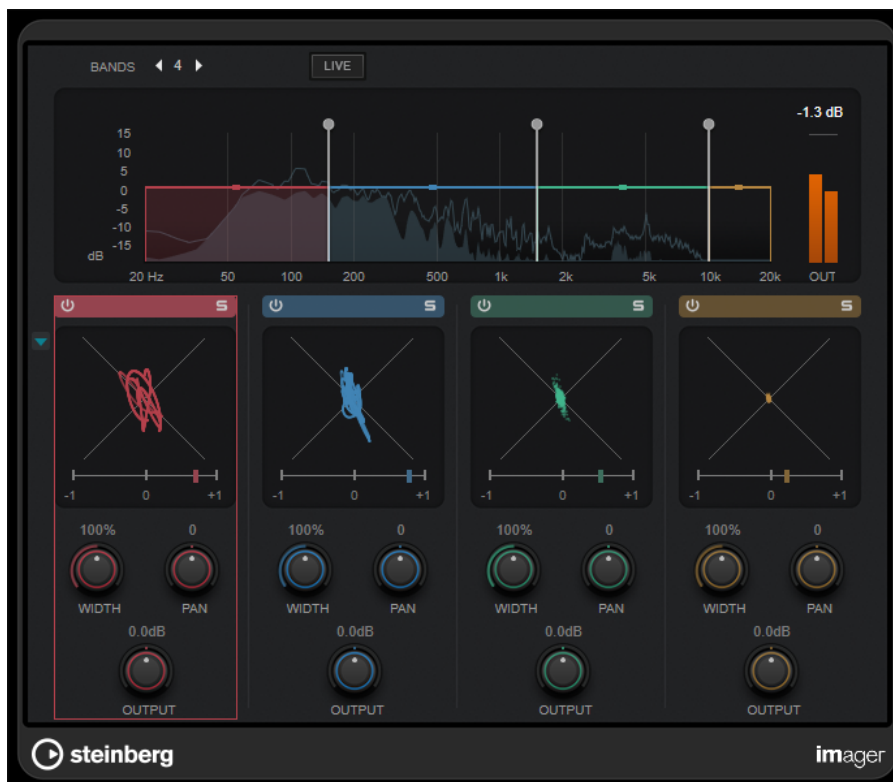 BANDS 4 LIVE
-1.3 dB
15
10
5
0
-5
-10
-15
dB
20 Hz 50 100 200 500 1k 2k 5k 10k 20k OUT
S S S S
-1 0 +1 -1 0 +1 -1 0 +1 -1 0 +1
100% 0 100% 0 100% 0 100% 0
WIDTH PAN WIDTH PAN WIDTH PAN WIDTH PAN
0.0dB 0.0dB 0.0dB 0.0dB
OUTPUT OUTPUT OUTPUT OUTPUT
steinberg imager